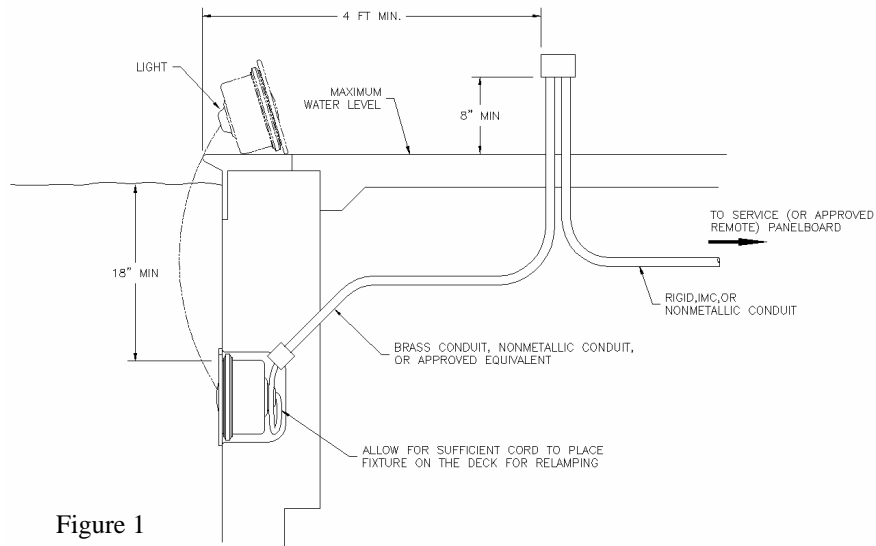 4 FT MIN.
LIGHT
MAXIMUM
WATER LEVEL
8" MIN
TO SERVICE (OR APPROVED
REMOTE) PANELBOARD
18" MIN
RIGID,IMC,OR
NONMETALLIC CONDUIT
BRASS CONDUIT, NONMETALLIC CONDUIT,
OR APPROVED EQUIVALENT
ALLOW FOR SUFFICIENT CORD TO PLACE
FIXTURE ON THE DECK FOR RELAMPING
Figure 1